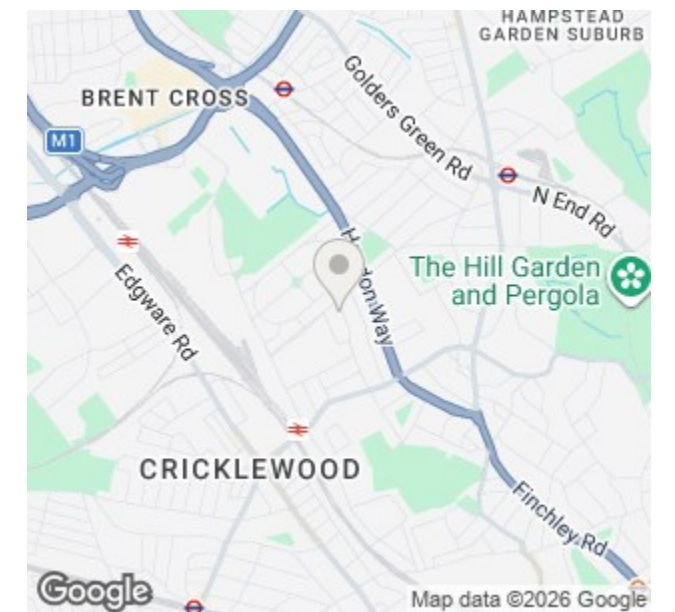 HAMPSTEAD
GARDEN SUBURB
Golders Green Rd
BRENT CROSS
M1
N End Rd
The Hill Garden
and Pergola
Edgware Rd
CRICKLEWOOD
Finchley Rd
Google
Map data ©2026 Google